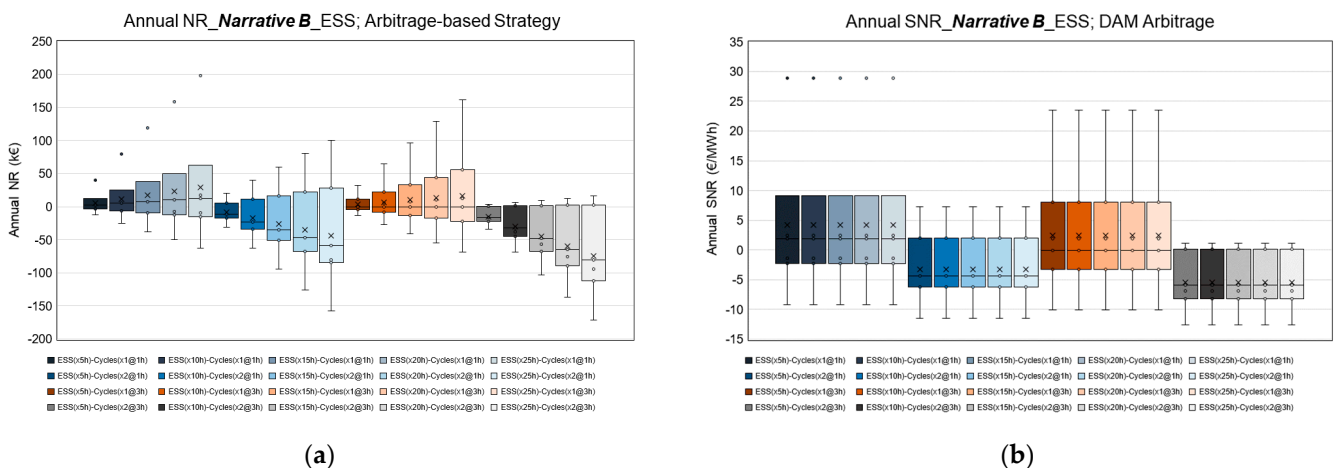 Annual NR_Narrative B_ESS; Arbitrage-based Strategy
Annual NR (k€)
250
200
150
100
50
0
-50
-100
-150
-200
ESS(x5h)-Cycles(x1@1h) ESS(x10h)-Cycles(x1@1h) ESS(x15h)-Cycles(x1@1h) ESS(x20h)-Cycles(x1@1h) ESS(x25h)-Cycles(x1@1h)
ESS(x5h)-Cycles(x2@1h) ESS(x10h)-Cycles(x2@1h) ESS(x15h)-Cycles(x2@1h) ESS(x20h)-Cycles(x2@1h) ESS(x25h)-Cycles(x2@1h)
ESS(x5h)-Cycles(x1@3h) ESS(x10h)-Cycles(x1@3h) ESS(x15h)-Cycles(x1@3h) ESS(x20h)-Cycles(x1@3h) ESS(x25h)-Cycles(x1@3h)
ESS(x5h)-Cycles(x2@3h) ESS(x10h)-Cycles(x2@3h) ESS(x15h)-Cycles(x2@3h) ESS(x20h)-Cycles(x2@3h) ESS(x25h)-Cycles(x2@3h)
(a)
Annual SNR_Narrative B_ESS; DAM Arbitrage
Annual SNR (€/MWh)
35
30
25
20
15
10
5
0
-5
-10
-15
ESS(x5h)-Cycles(x1@1h) ESS(x10h)-Cycles(x1@1h) ESS(x15h)-Cycles(x1@1h) ESS(x20h)-Cycles(x1@1h) ESS(x25h)-Cycles(x1@1h)
ESS(x5h)-Cycles(x2@1h) ESS(x10h)-Cycles(x2@1h) ESS(x15h)-Cycles(x2@1h) ESS(x20h)-Cycles(x2@1h) ESS(x25h)-Cycles(x2@1h)
ESS(x5h)-Cycles(x1@3h) ESS(x10h)-Cycles(x1@3h) ESS(x15h)-Cycles(x1@3h) ESS(x20h)-Cycles(x1@3h) ESS(x25h)-Cycles(x1@3h)
ESS(x5h)-Cycles(x2@3h) ESS(x10h)-Cycles(x2@3h) ESS(x15h)-Cycles(x2@3h) ESS(x20h)-Cycles(x2@3h) ESS(x25h)-Cycles(x2@3h)
(b)